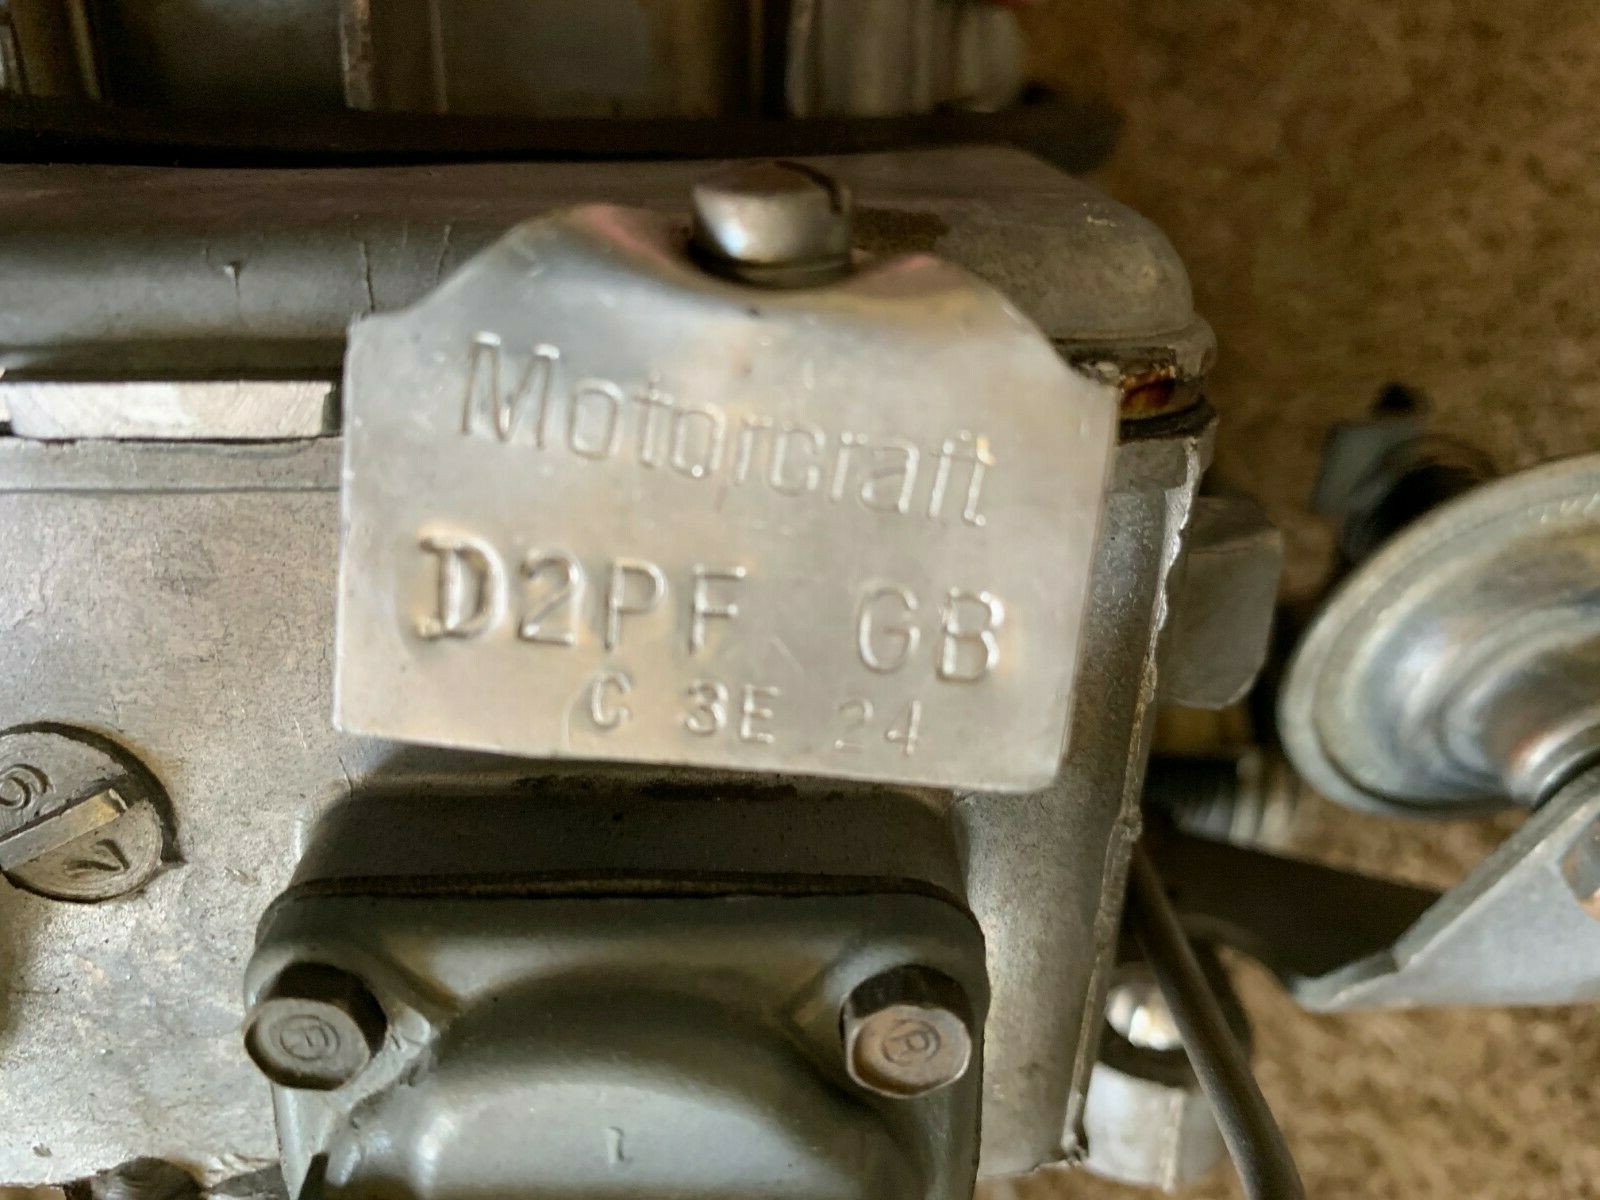 Motorcraft
D2PF GB
C 3E 24